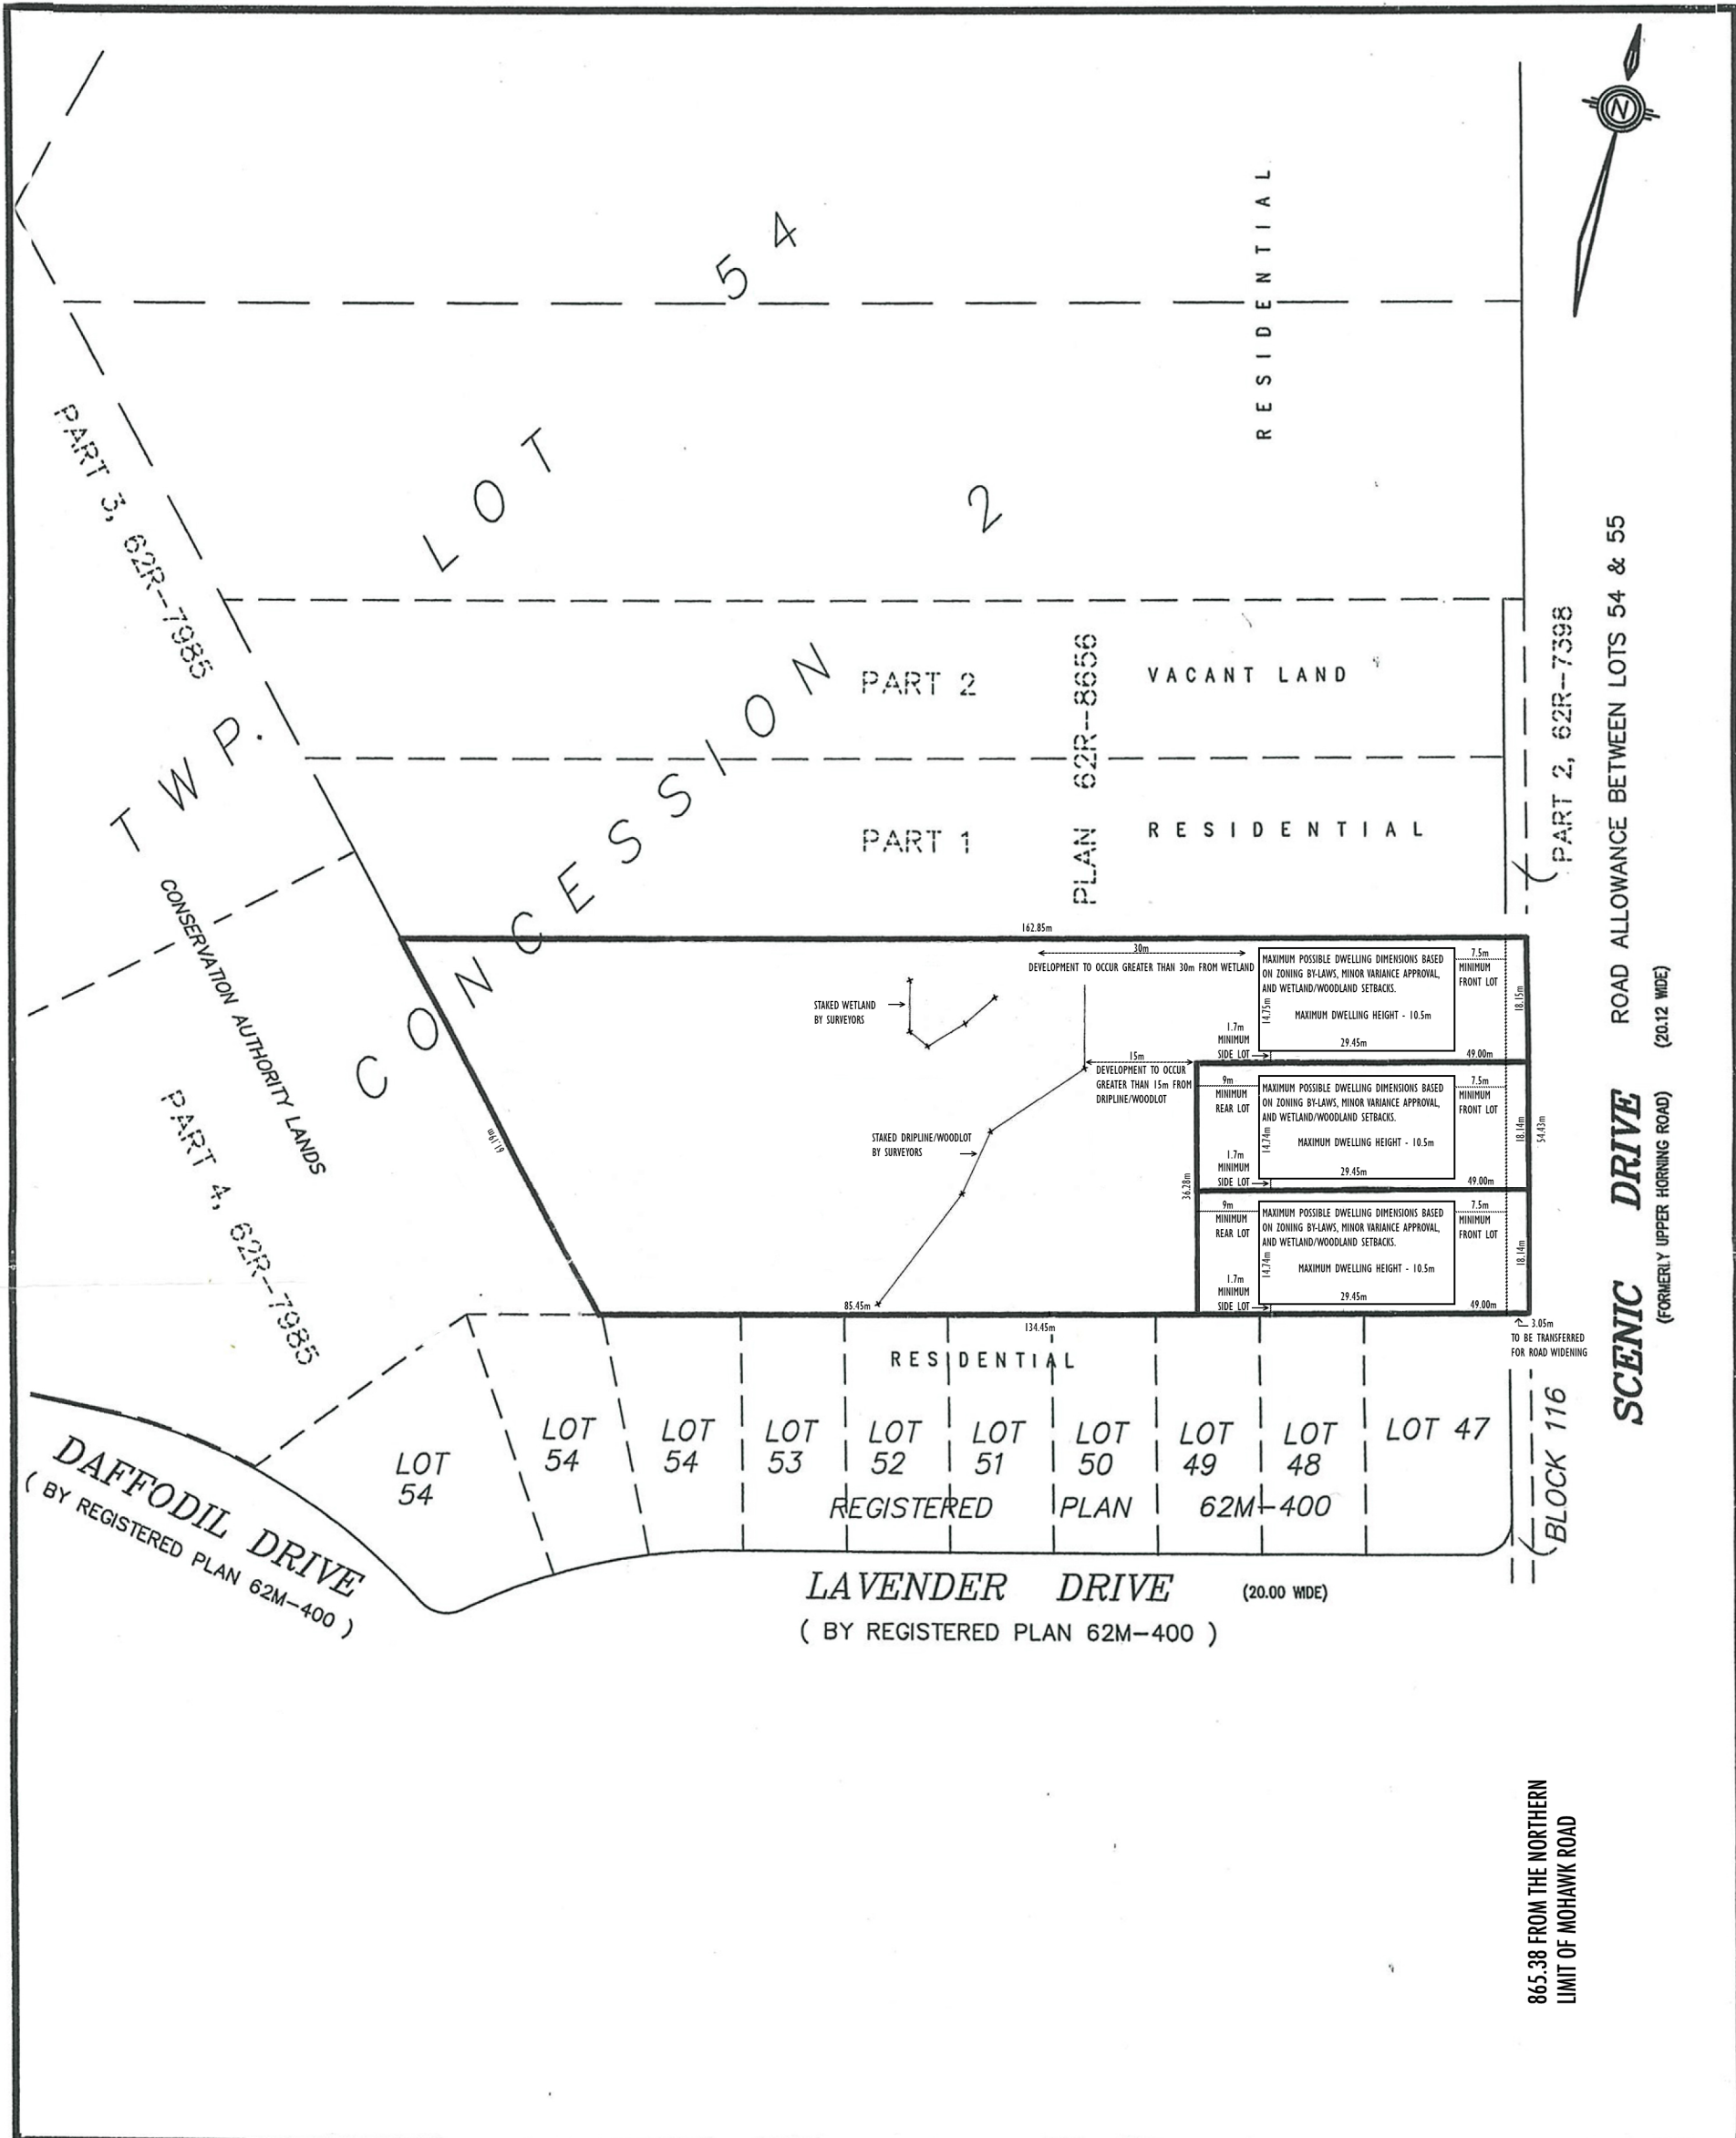 N
LOT 54
CONCESSION 2
TWP.
RESIDENTIAL
PART 3, 62R-7985
PART 2
PLAN 62R-8656
VACANT LAND
PART 1
RESIDENTIAL
PART 2, 62R-7398
ROAD ALLOWANCE BETWEEN LOTS 54 & 55
(20.12 WIDE)
SCENIC DRIVE
(FORMERLY UPPER HORNING ROAD)
CONSERVATION AUTHORITY LANDS
PART 4, 62R-7985
162.85m
30m
DEVELOPMENT TO OCCUR GREATER THAN 30m FROM WETLAND
STAKED WETLAND
BY SURVEYORS
15m
DEVELOPMENT TO OCCUR
GREATER THAN 15m FROM
DRIPLINE/WOODLOT
STAKED DRIPLINE/WOODLOT
BY SURVEYORS
61.19m
36.28m
MAXIMUM POSSIBLE DWELLING DIMENSIONS BASED
ON ZONING BY-LAWS, MINOR VARIANCE APPROVAL,
AND WETLAND/WOODLAND SETBACKS.
MAXIMUM DWELLING HEIGHT - 10.5m
14.75m
29.45m
7.5m
MINIMUM
FRONT LOT
18.15m
1.7m
MINIMUM
SIDE LOT
49.00m
9m
MINIMUM
REAR LOT
MAXIMUM POSSIBLE DWELLING DIMENSIONS BASED
ON ZONING BY-LAWS, MINOR VARIANCE APPROVAL,
AND WETLAND/WOODLAND SETBACKS.
MAXIMUM DWELLING HEIGHT - 10.5m
14.74m
29.45m
7.5m
MINIMUM
FRONT LOT
18.14m
54.43m
1.7m
MINIMUM
SIDE LOT
49.00m
9m
MINIMUM
REAR LOT
MAXIMUM POSSIBLE DWELLING DIMENSIONS BASED
ON ZONING BY-LAWS, MINOR VARIANCE APPROVAL,
AND WETLAND/WOODLAND SETBACKS.
MAXIMUM DWELLING HEIGHT - 10.5m
14.74m
29.45m
7.5m
MINIMUM
FRONT LOT
18.14m
1.7m
MINIMUM
SIDE LOT
49.00m
85.45m
134.45m
3.05m
TO BE TRANSFERRED
FOR ROAD WIDENING
RESIDENTIAL
LOT
54
LOT
54
LOT
54
LOT
53
LOT
52
LOT
51
LOT
50
LOT
49
LOT
48
LOT 47
REGISTERED PLAN 62M-400
BLOCK 116
DAFFODIL DRIVE
( BY REGISTERED PLAN 62M-400 )
LAVENDER DRIVE (20.00 WIDE)
( BY REGISTERED PLAN 62M-400 )
865.38 FROM THE NORTHERN
LIMIT OF MOHAWK ROAD